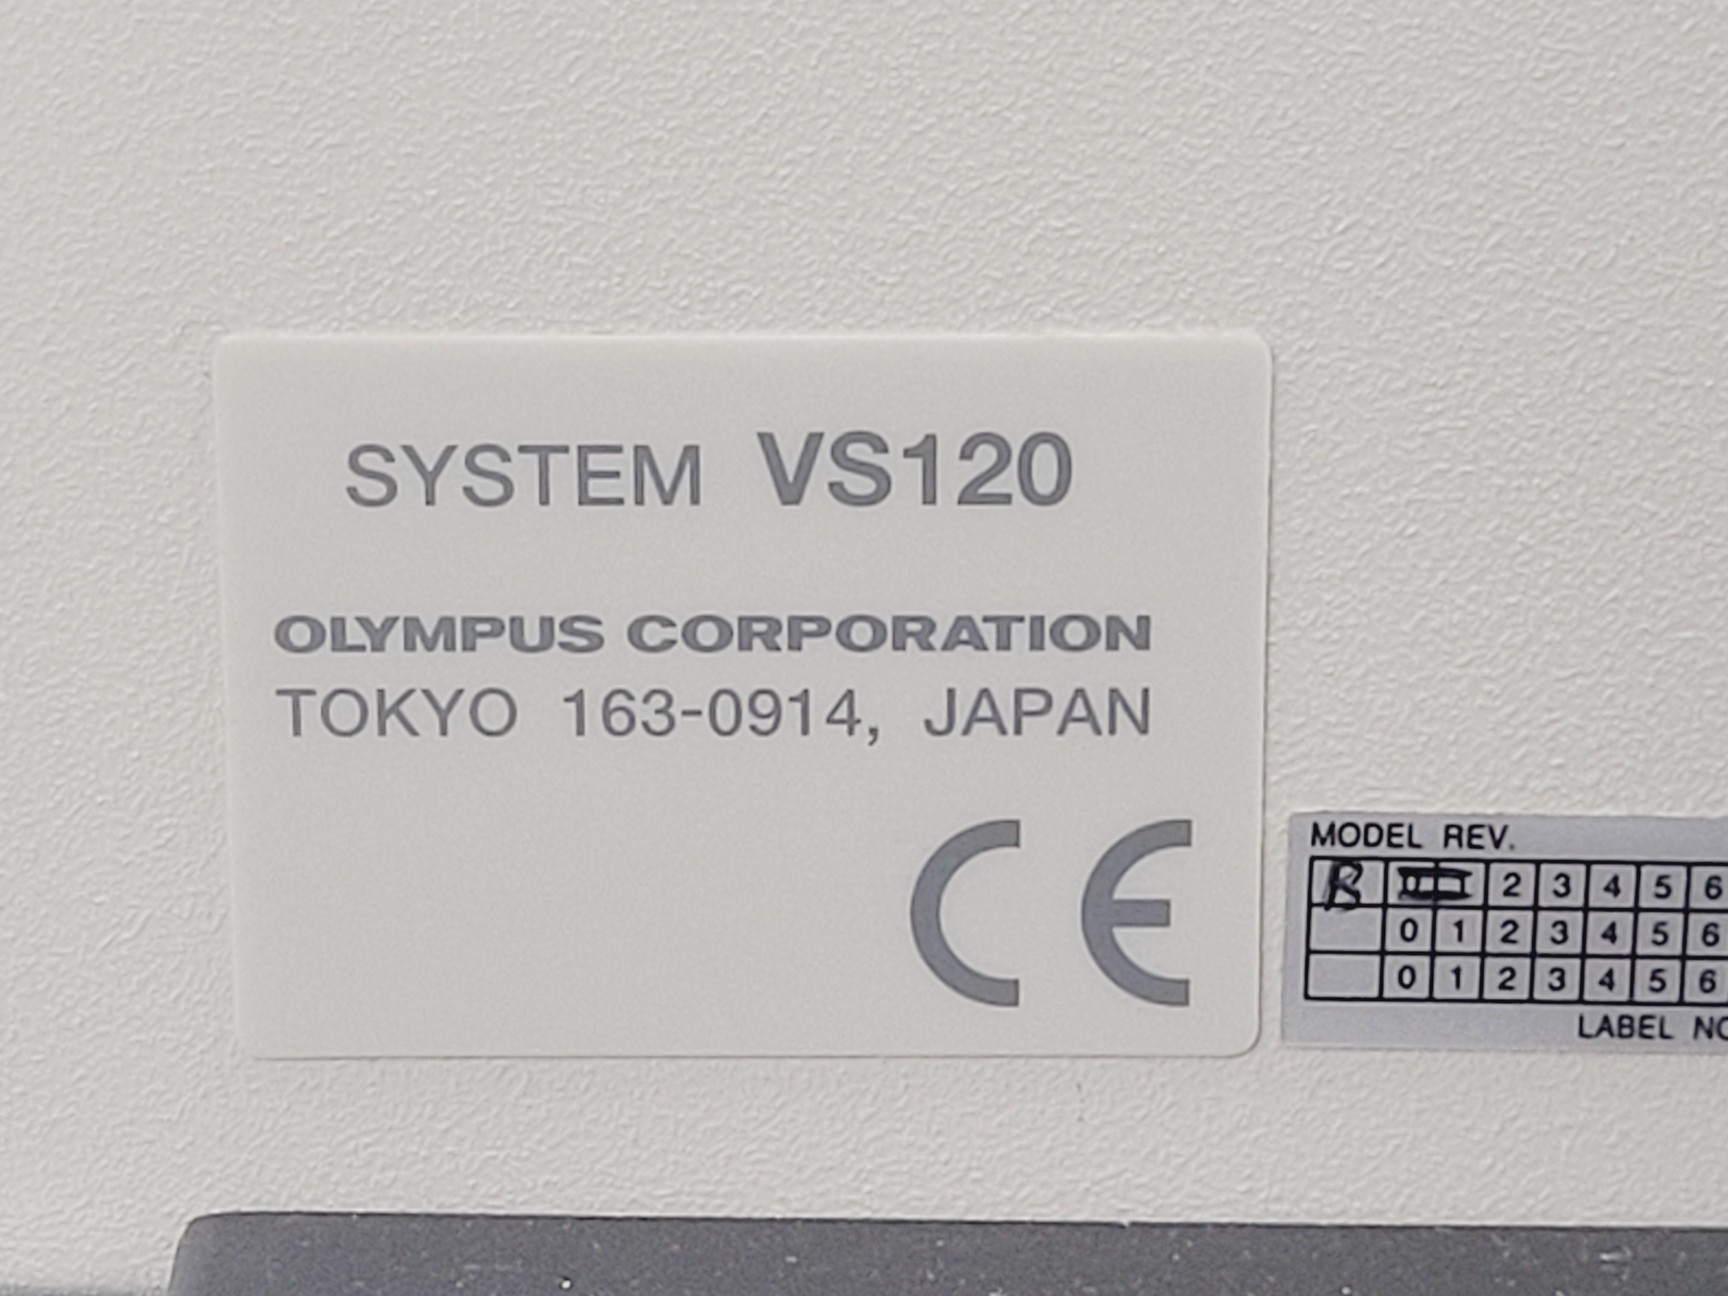 SYSTEM VS120
OLYMPUS CORPORATION
TOKYO 163-0914, JAPAN
CE
MODEL REV.
B 2 3 4 5 6
0 1 2 3 4 5 6
0 1 2 3 4 5 6
LABEL NO